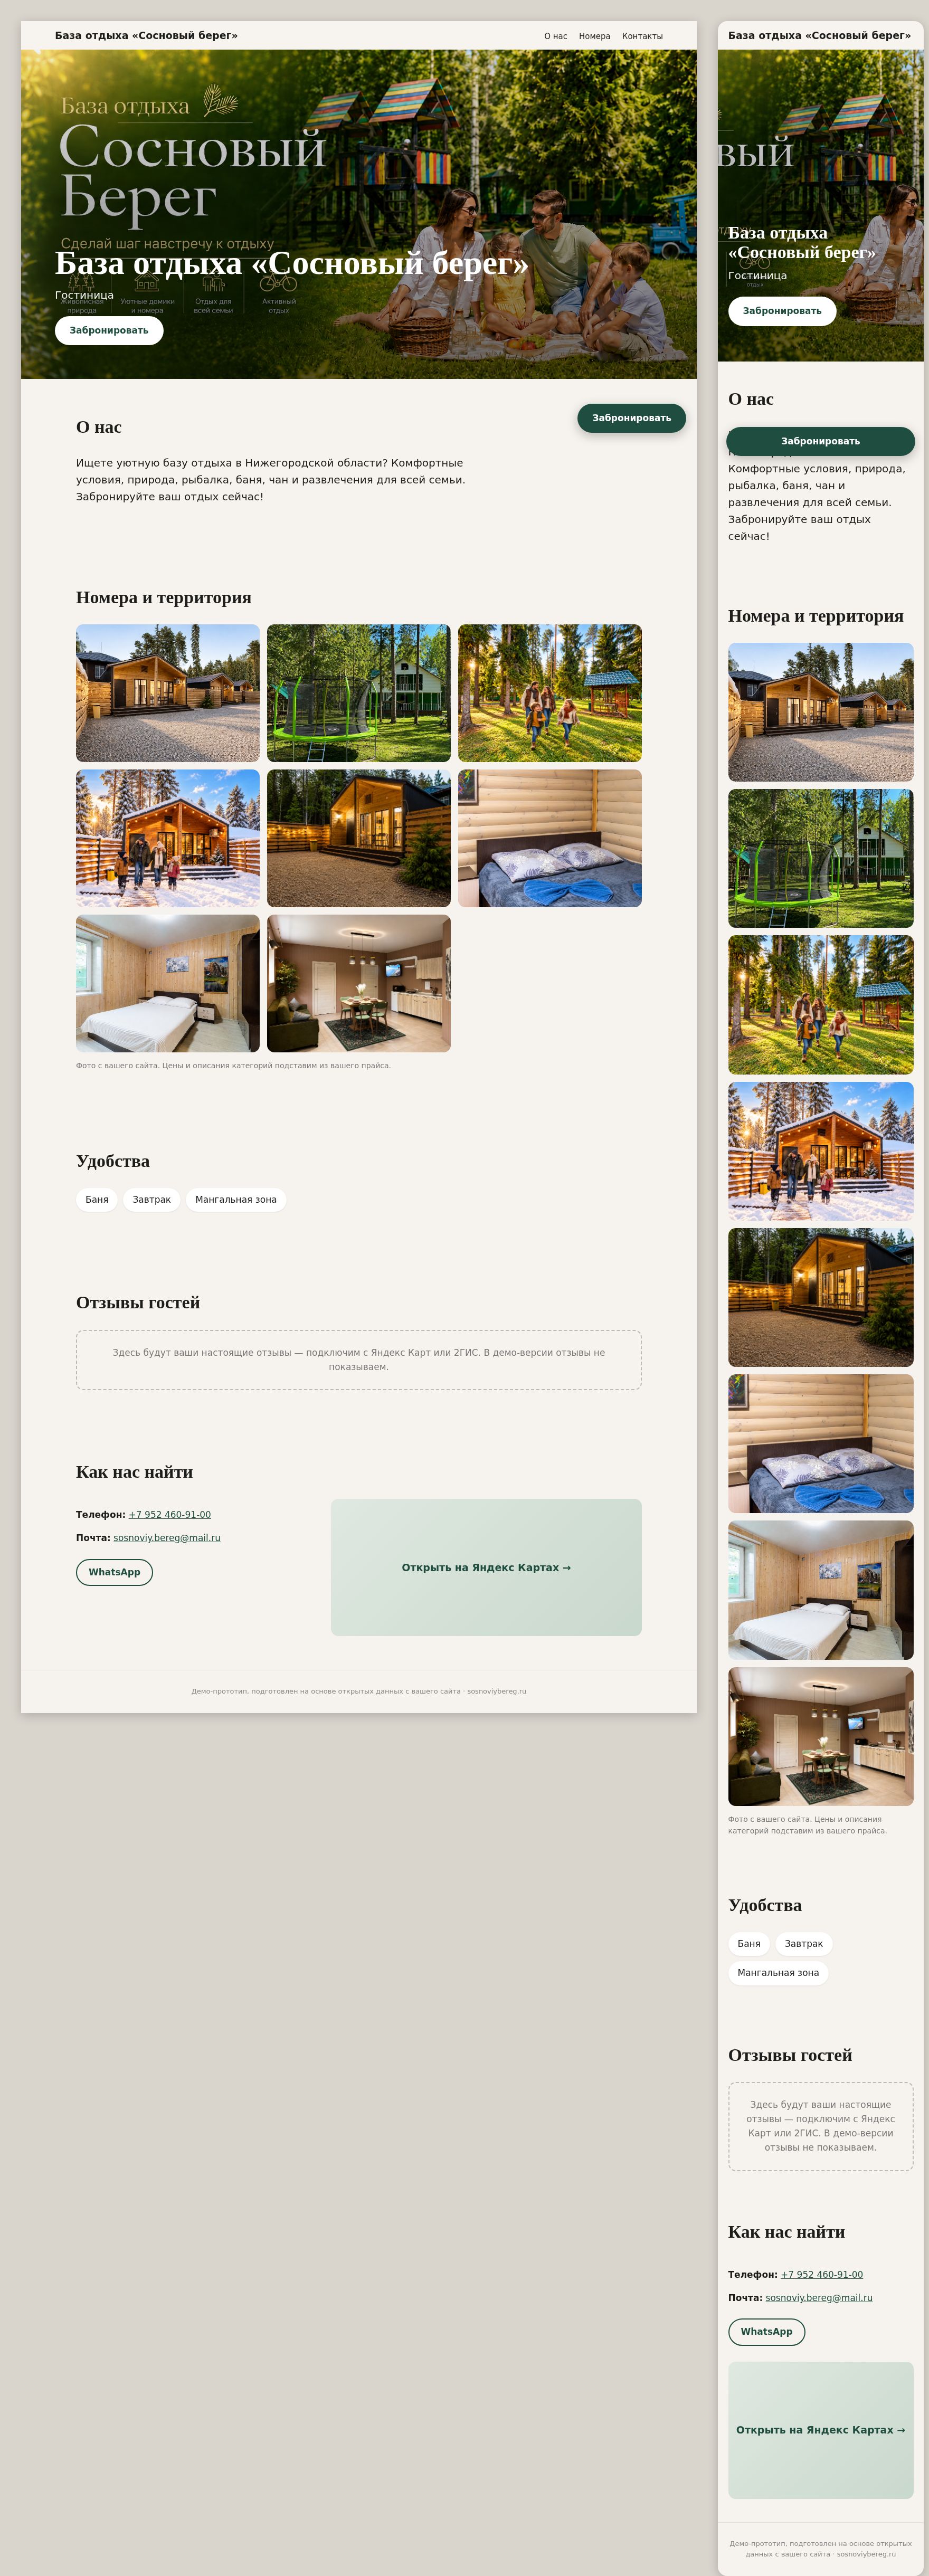 База отдыха «Сосновый берег»
О нас
Номера
Контакты
База отдыха
Сосновый
Берег
Сделай шаг навстречу к отдыху
База отдыха «Сосновый берег»
Гостиница
Живописная
природа
Уютные домики
и номера
Отдых для
всей семьи
Активный
отдых
Забронировать
О нас
Забронировать
Ищете уютную базу отдыха в Нижегородской области? Комфортные
условия, природа, рыбалка, баня, чан и развлечения для всей семьи.
Забронируйте ваш отдых сейчас!
Номера и территория
Фото с вашего сайта. Цены и описания категорий подставим из вашего прайса.
Удобства
Баня
Завтрак
Мангальная зона
Отзывы гостей
Здесь будут ваши настоящие отзывы — подключим с Яндекс Карт или 2ГИС. В демо-версии отзывы не
показываем.
Как нас найти
Телефон: +7 952 460-91-00
Почта: sosnoviy.bereg@mail.ru
WhatsApp
Открыть на Яндекс Картах →
Демо-прототип, подготовлен на основе открытых данных с вашего сайта · sosnoviybereg.ru
База отдыха «Сосновый берег»
вый
База отдыха
«Сосновый берег»
Гостиница
отдых
Забронировать
О нас
Забронировать
Комфортные условия, природа,
рыбалка, баня, чан и
развлечения для всей семьи.
Забронируйте ваш отдых
сейчас!
Номера и территория
Фото с вашего сайта. Цены и описания
категорий подставим из вашего прайса.
Удобства
Баня
Завтрак
Мангальная зона
Отзывы гостей
Здесь будут ваши настоящие
отзывы — подключим с Яндекс
Карт или 2ГИС. В демо-версии
отзывы не показываем.
Как нас найти
Телефон: +7 952 460-91-00
Почта: sosnoviy.bereg@mail.ru
WhatsApp
Открыть на Яндекс Картах →
Демо-прототип, подготовлен на основе открытых
данных с вашего сайта · sosnoviybereg.ru